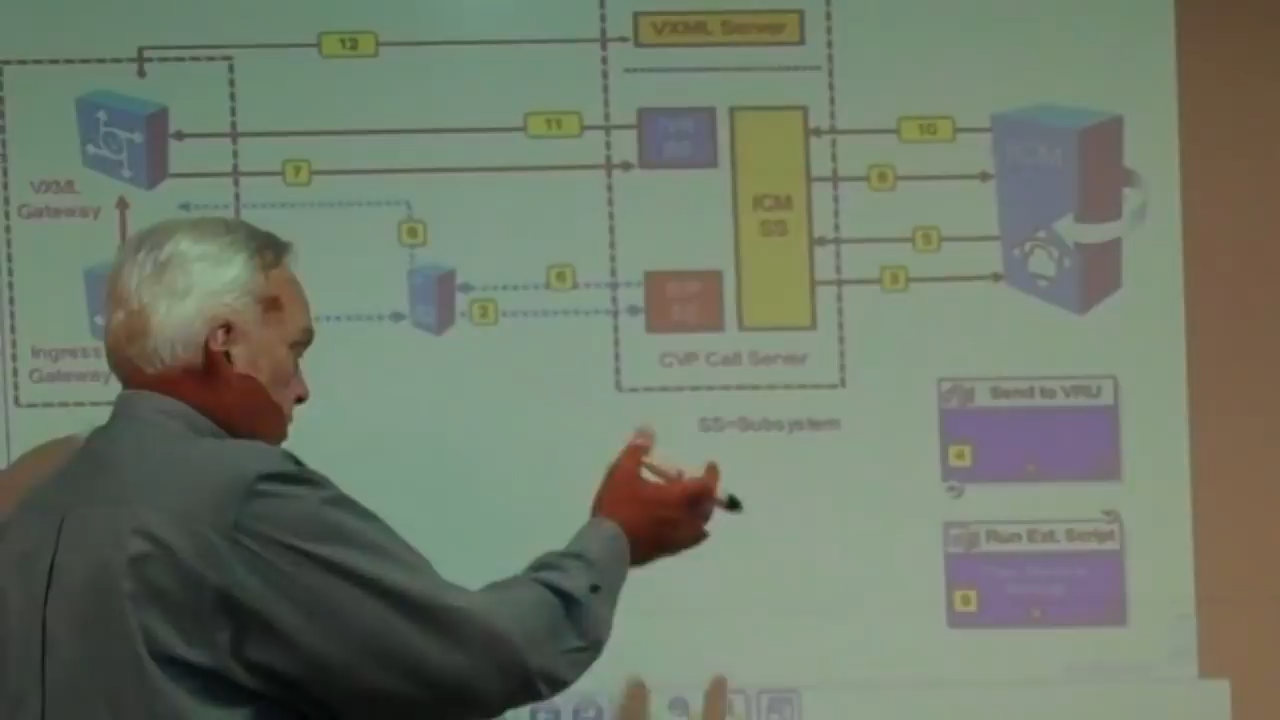 12
VXML Server
11
10
7
8
VXML
Gateway
ICM
ICM
SS
6
5
6
2
3
Ingress
Gateway
CVP Call Server
SS=Subsystem
Send to VRU
4
Run Ext. Script
9